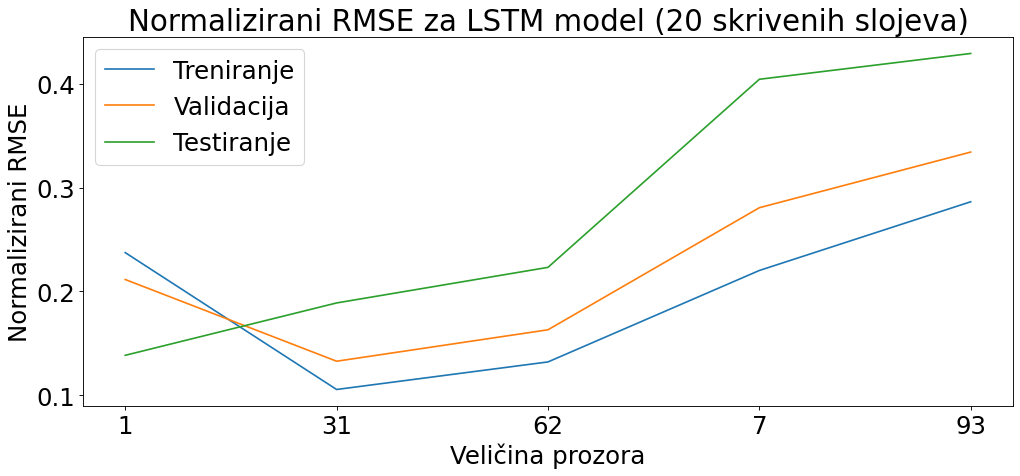 Normalizirani RMSE za LSTM model (20 skrivenih slojeva)
Treniranje
Validacija
Testiranje
Normalizirani RMSE
0.4
0.3
0.2
0.1
1 31 62 7 93
Veličina prozora